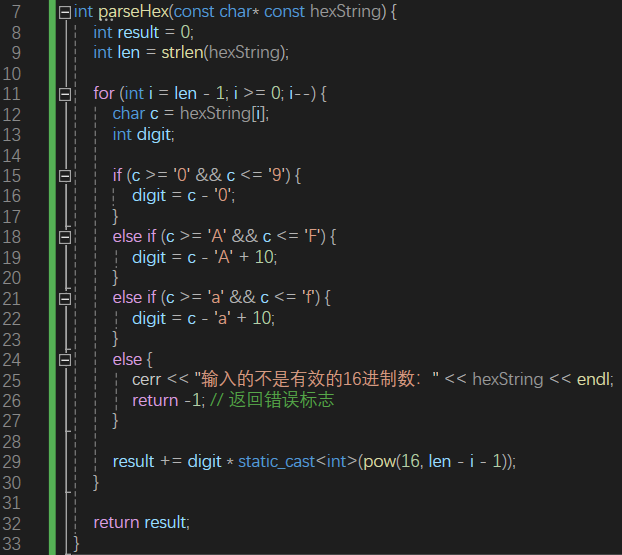 7 int parseHex(const char* const hexString) {
8 int result = 0;
9 int len = strlen(hexString);
10
11 for (int i = len - 1; i >= 0; i--) {
12 char c = hexString[i];
13 int digit;
14
15 if (c >= '0' && c <= '9') {
16 digit = c - '0';
17 }
18 else if (c >= 'A' && c <= 'F') {
19 digit = c - 'A' + 10;
20 }
21 else if (c >= 'a' && c <= 'f') {
22 digit = c - 'a' + 10;
23 }
24 else {
25 cerr << "输入的不是有效的16进制数：" << hexString << endl;
26 return -1; // 返回错误标志
27 }
28
29 result += digit * static_cast<int>(pow(16, len - i - 1));
30 }
31
32 return result;
33 }